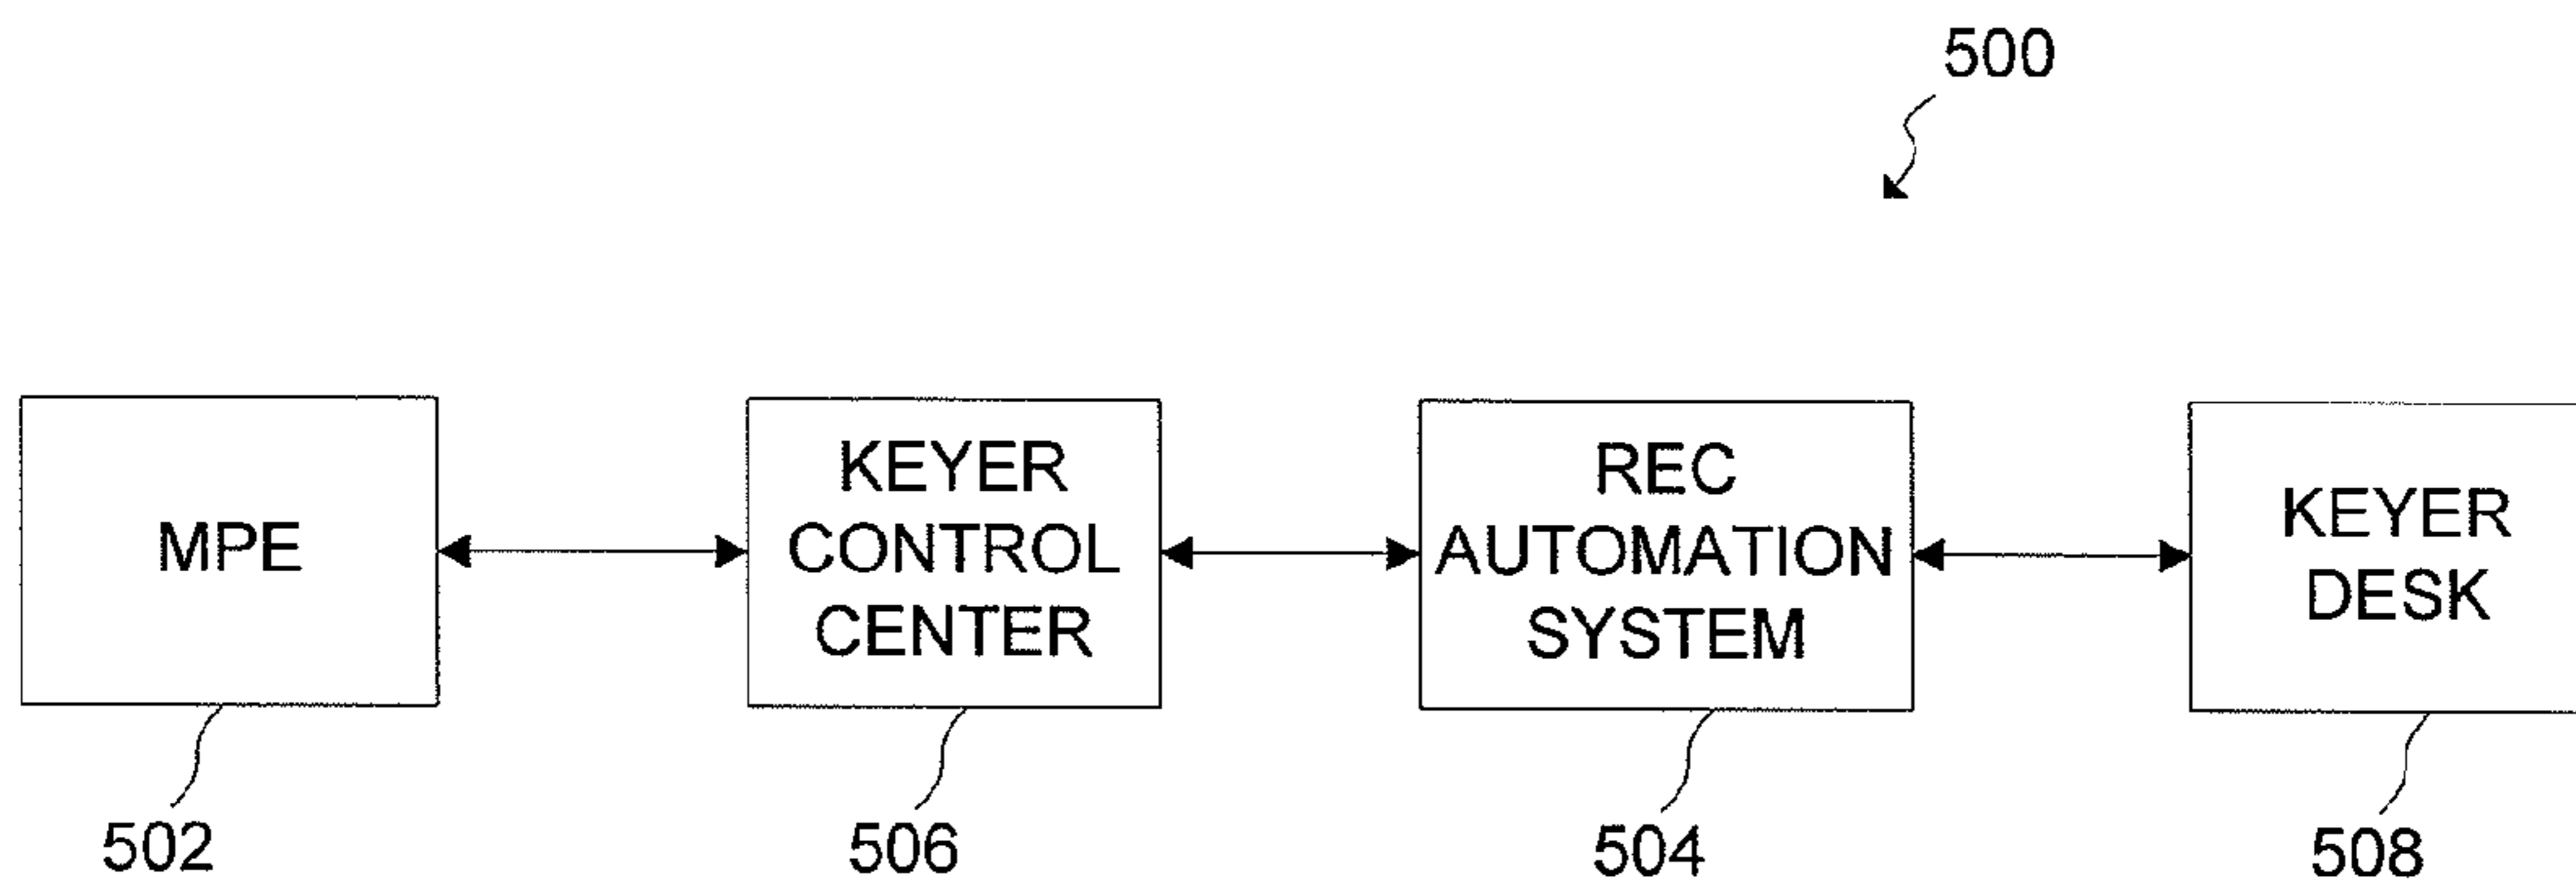 500
MPE
KEYER
CONTROL
CENTER
REC
AUTOMATION
SYSTEM
KEYER
DESK
502
506
504
508